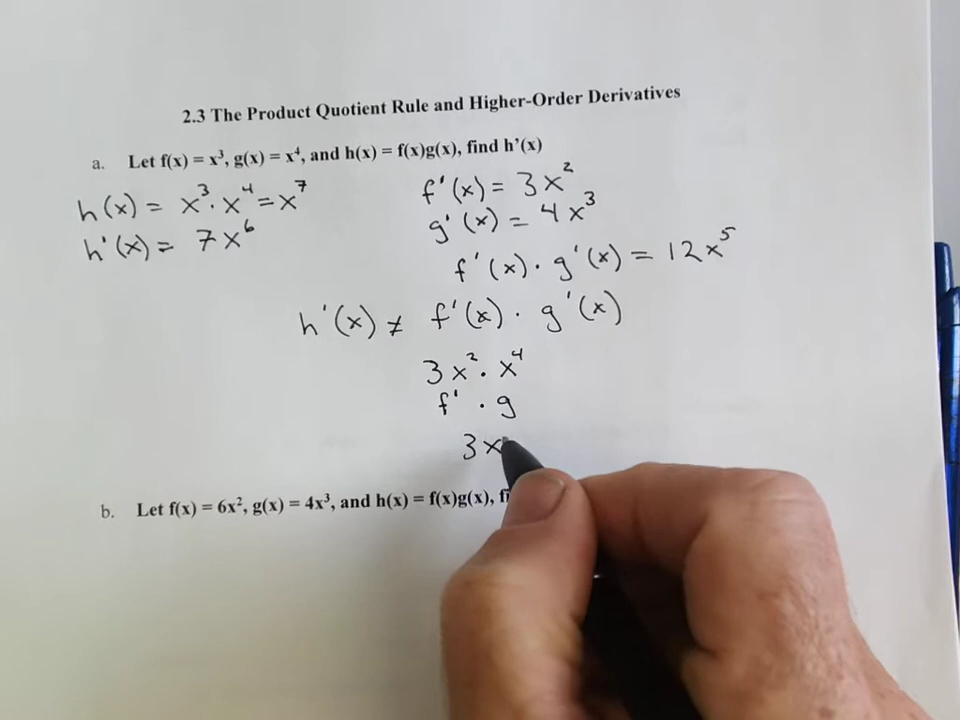 2.3 The Product Quotient Rule and Higher-Order Derivatives
a. Let f(x) = x³, g(x) = x⁴, and h(x) = f(x)g(x), find h’(x)
h(x) = x³ · x⁴ = x⁷
h'(x) = 7x⁶
f'(x) = 3x²
g'(x) = 4x³
f'(x) · g'(x) = 12x⁵
h'(x) ≠ f'(x) · g'(x)
3x² · x⁴
f' · g
3x
b. Let f(x) = 6x², g(x) = 4x³, and h(x) = f(x)g(x),